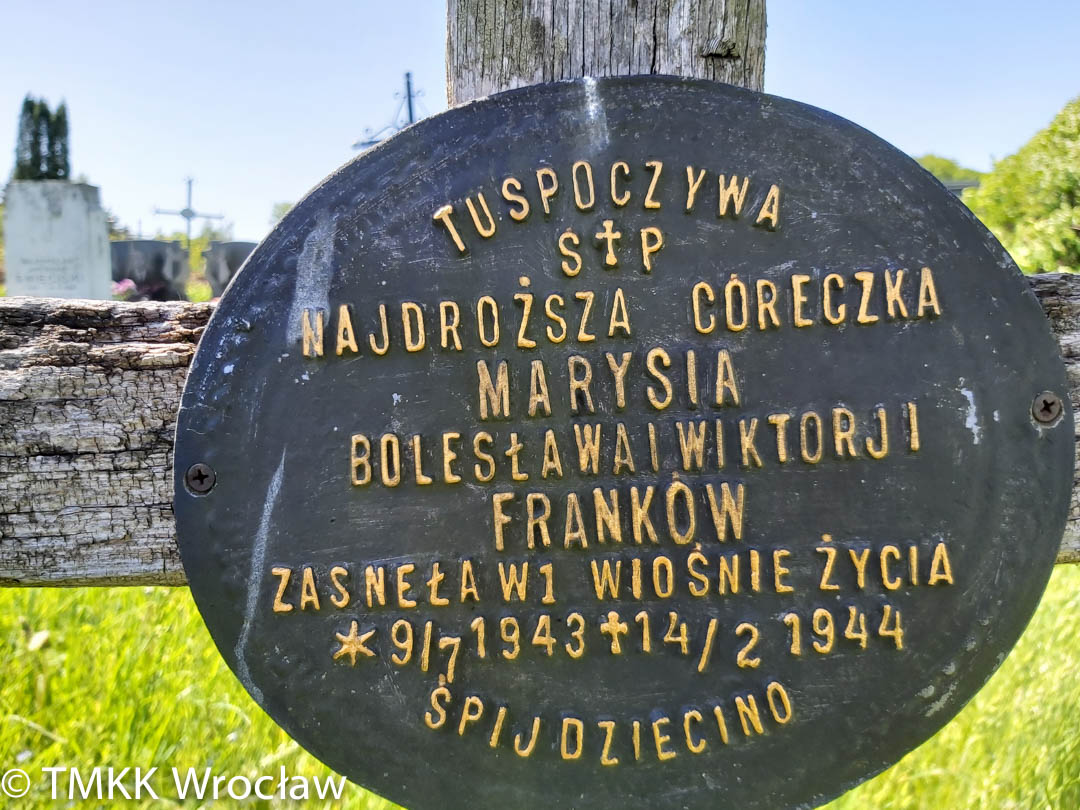 TU SPOCZYWA
Ś✝P
NAJDROŻSZA CÓRECZKA
MARYSIA
BOLESŁAWA I WIKTORJI
FRANKÓW
ZASNEŁA W 1 WIOŚNIE ŻYCIA
*9/7 1943 ✝ 14/2 1944
ŚPIJ DZIECINO
© TMKK Wrocław